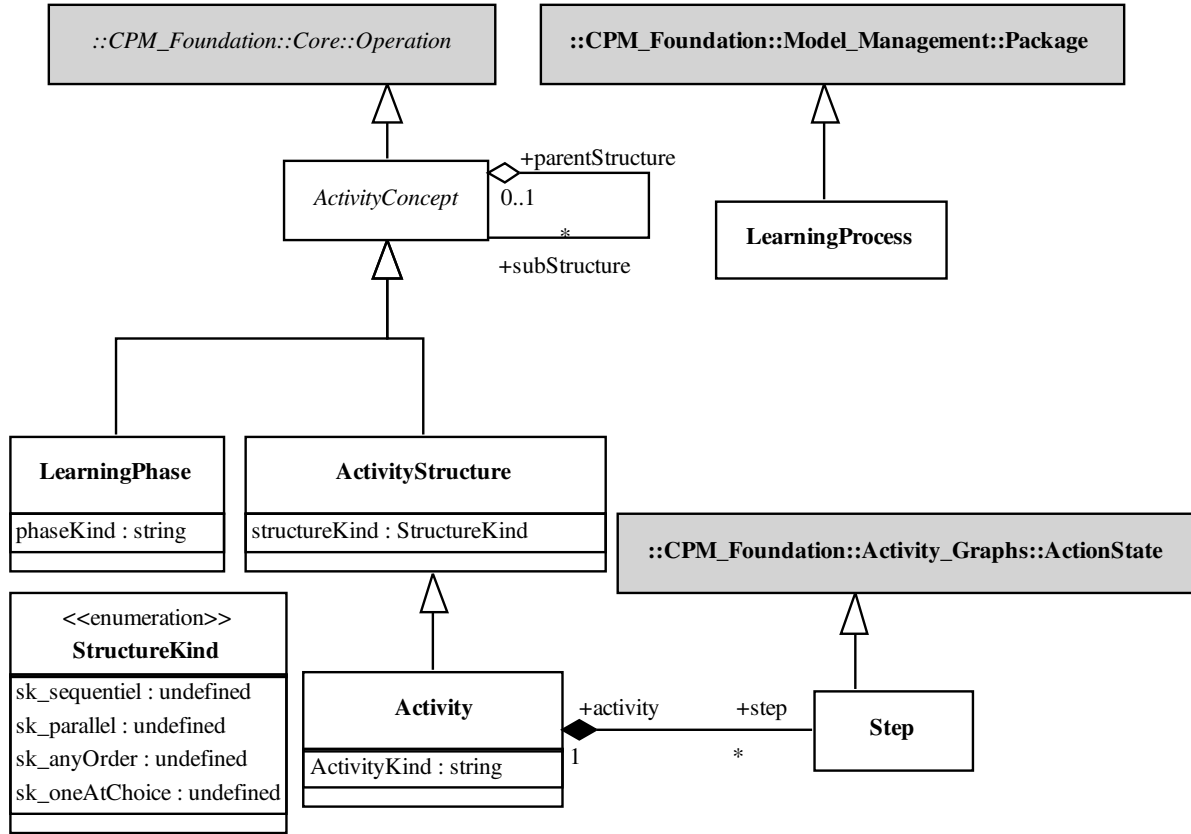 ::CPM_Foundation::Core::Operation
::CPM_Foundation::Model_Management::Package
ActivityConcept
+parentStructure
0..1
*
+subStructure
LearningProcess
LearningPhase
phaseKind : string
ActivityStructure
structureKind : StructureKind
::CPM_Foundation::Activity_Graphs::ActionState
<<enumeration>>
StructureKind
sk_sequentiel : undefined
sk_parallel : undefined
sk_anyOrder : undefined
sk_oneAtChoice : undefined
Activity
ActivityKind : string
+activity
1
+step
*
Step